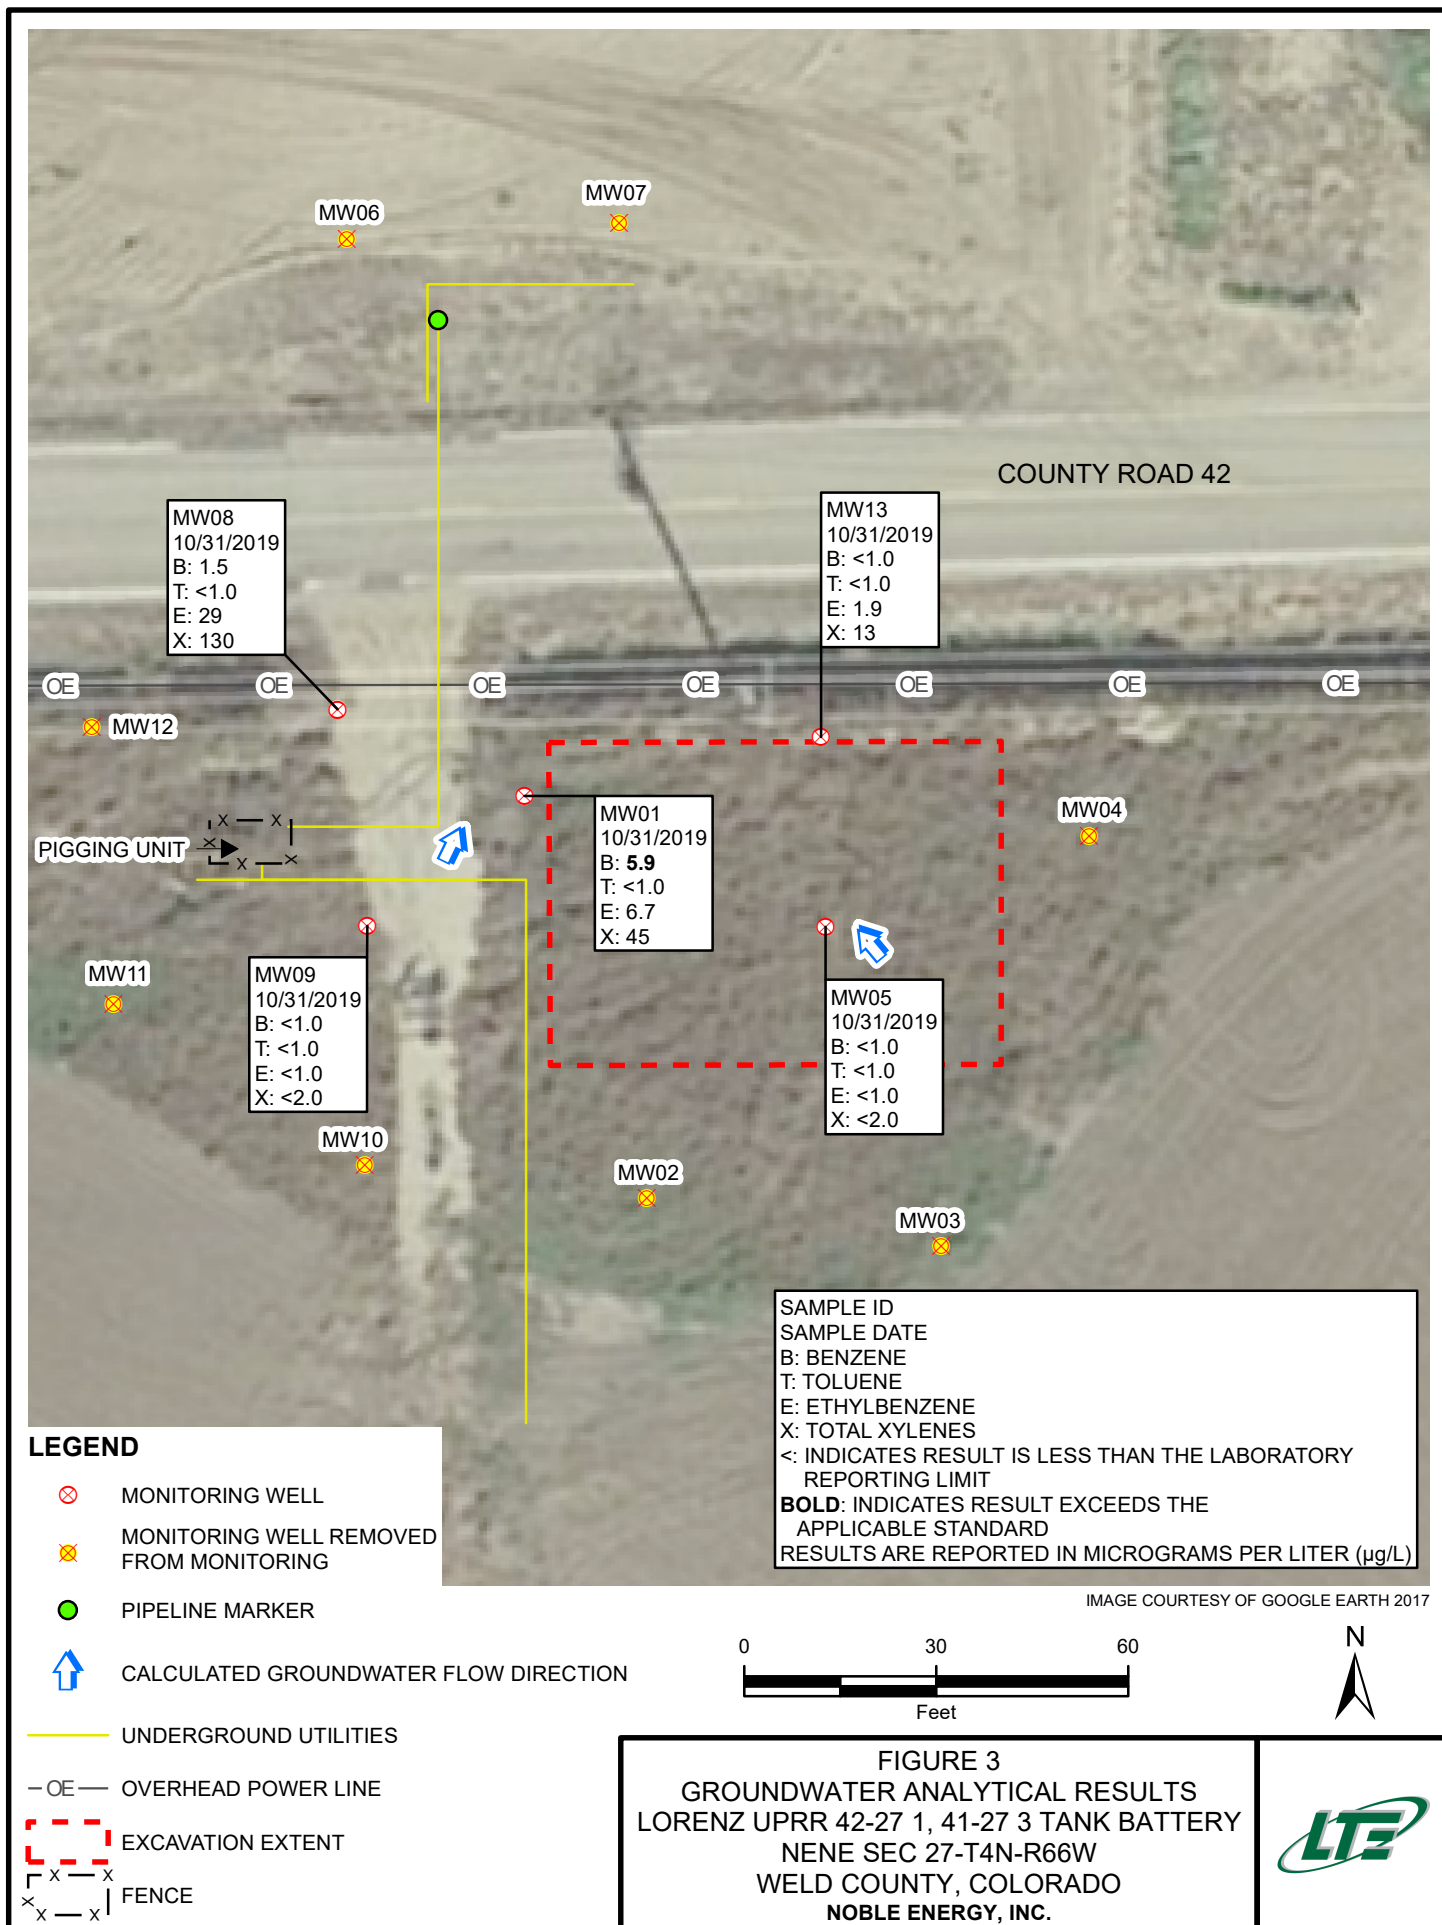 MW07
MW06
COUNTY ROAD 42
MW08
10/31/2019
B: 1.5
T: <1.0
E: 29
X: 130
MW13
10/31/2019
B: <1.0
T: <1.0
E: 1.9
X: 13
OE
OE
OE
OE
OE
OE
OE
MW12
MW01
10/31/2019
B: 5.9
T: <1.0
E: 6.7
X: 45
MW04
X
X
X
X
X
PIGGING UNIT
MW11
MW09
10/31/2019
B: <1.0
T: <1.0
E: <1.0
X: <2.0
MW05
10/31/2019
B: <1.0
T: <1.0
E: <1.0
X: <2.0
MW10
MW02
MW03
SAMPLE ID
SAMPLE DATE
B: BENZENE
T: TOLUENE
E: ETHYLBENZENE
X: TOTAL XYLENES
<: INDICATES RESULT IS LESS THAN THE LABORATORY
REPORTING LIMIT
BOLD: INDICATES RESULT EXCEEDS THE
APPLICABLE STANDARD
RESULTS ARE REPORTED IN MICROGRAMS PER LITER (µg/L)
IMAGE COURTESY OF GOOGLE EARTH 2017
LEGEND
MONITORING WELL
MONITORING WELL REMOVED
FROM MONITORING
PIPELINE MARKER
CALCULATED GROUNDWATER FLOW DIRECTION
UNDERGROUND UTILITIES
OE
OVERHEAD POWER LINE
EXCAVATION EXTENT
X
X
X
X
X
FENCE
0 30 60
Feet
N
FIGURE 3
GROUNDWATER ANALYTICAL RESULTS
LORENZ UPRR 42-27 1, 41-27 3 TANK BATTERY
NENE SEC 27-T4N-R66W
WELD COUNTY, COLORADO
NOBLE ENERGY, INC.
LTE